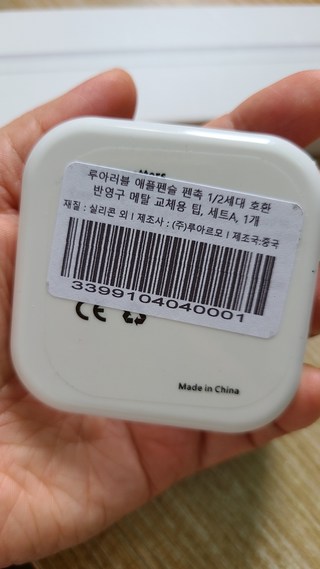 루아러블 애플펜슬 펜촉 1/2세대 호환
반영구 메탈 교체용 팁, 세트A, 1개
재질 : 실리콘 외 | 제조사 : (주)루아르모 | 제조국:중국
3399104040001
CE
Made in China